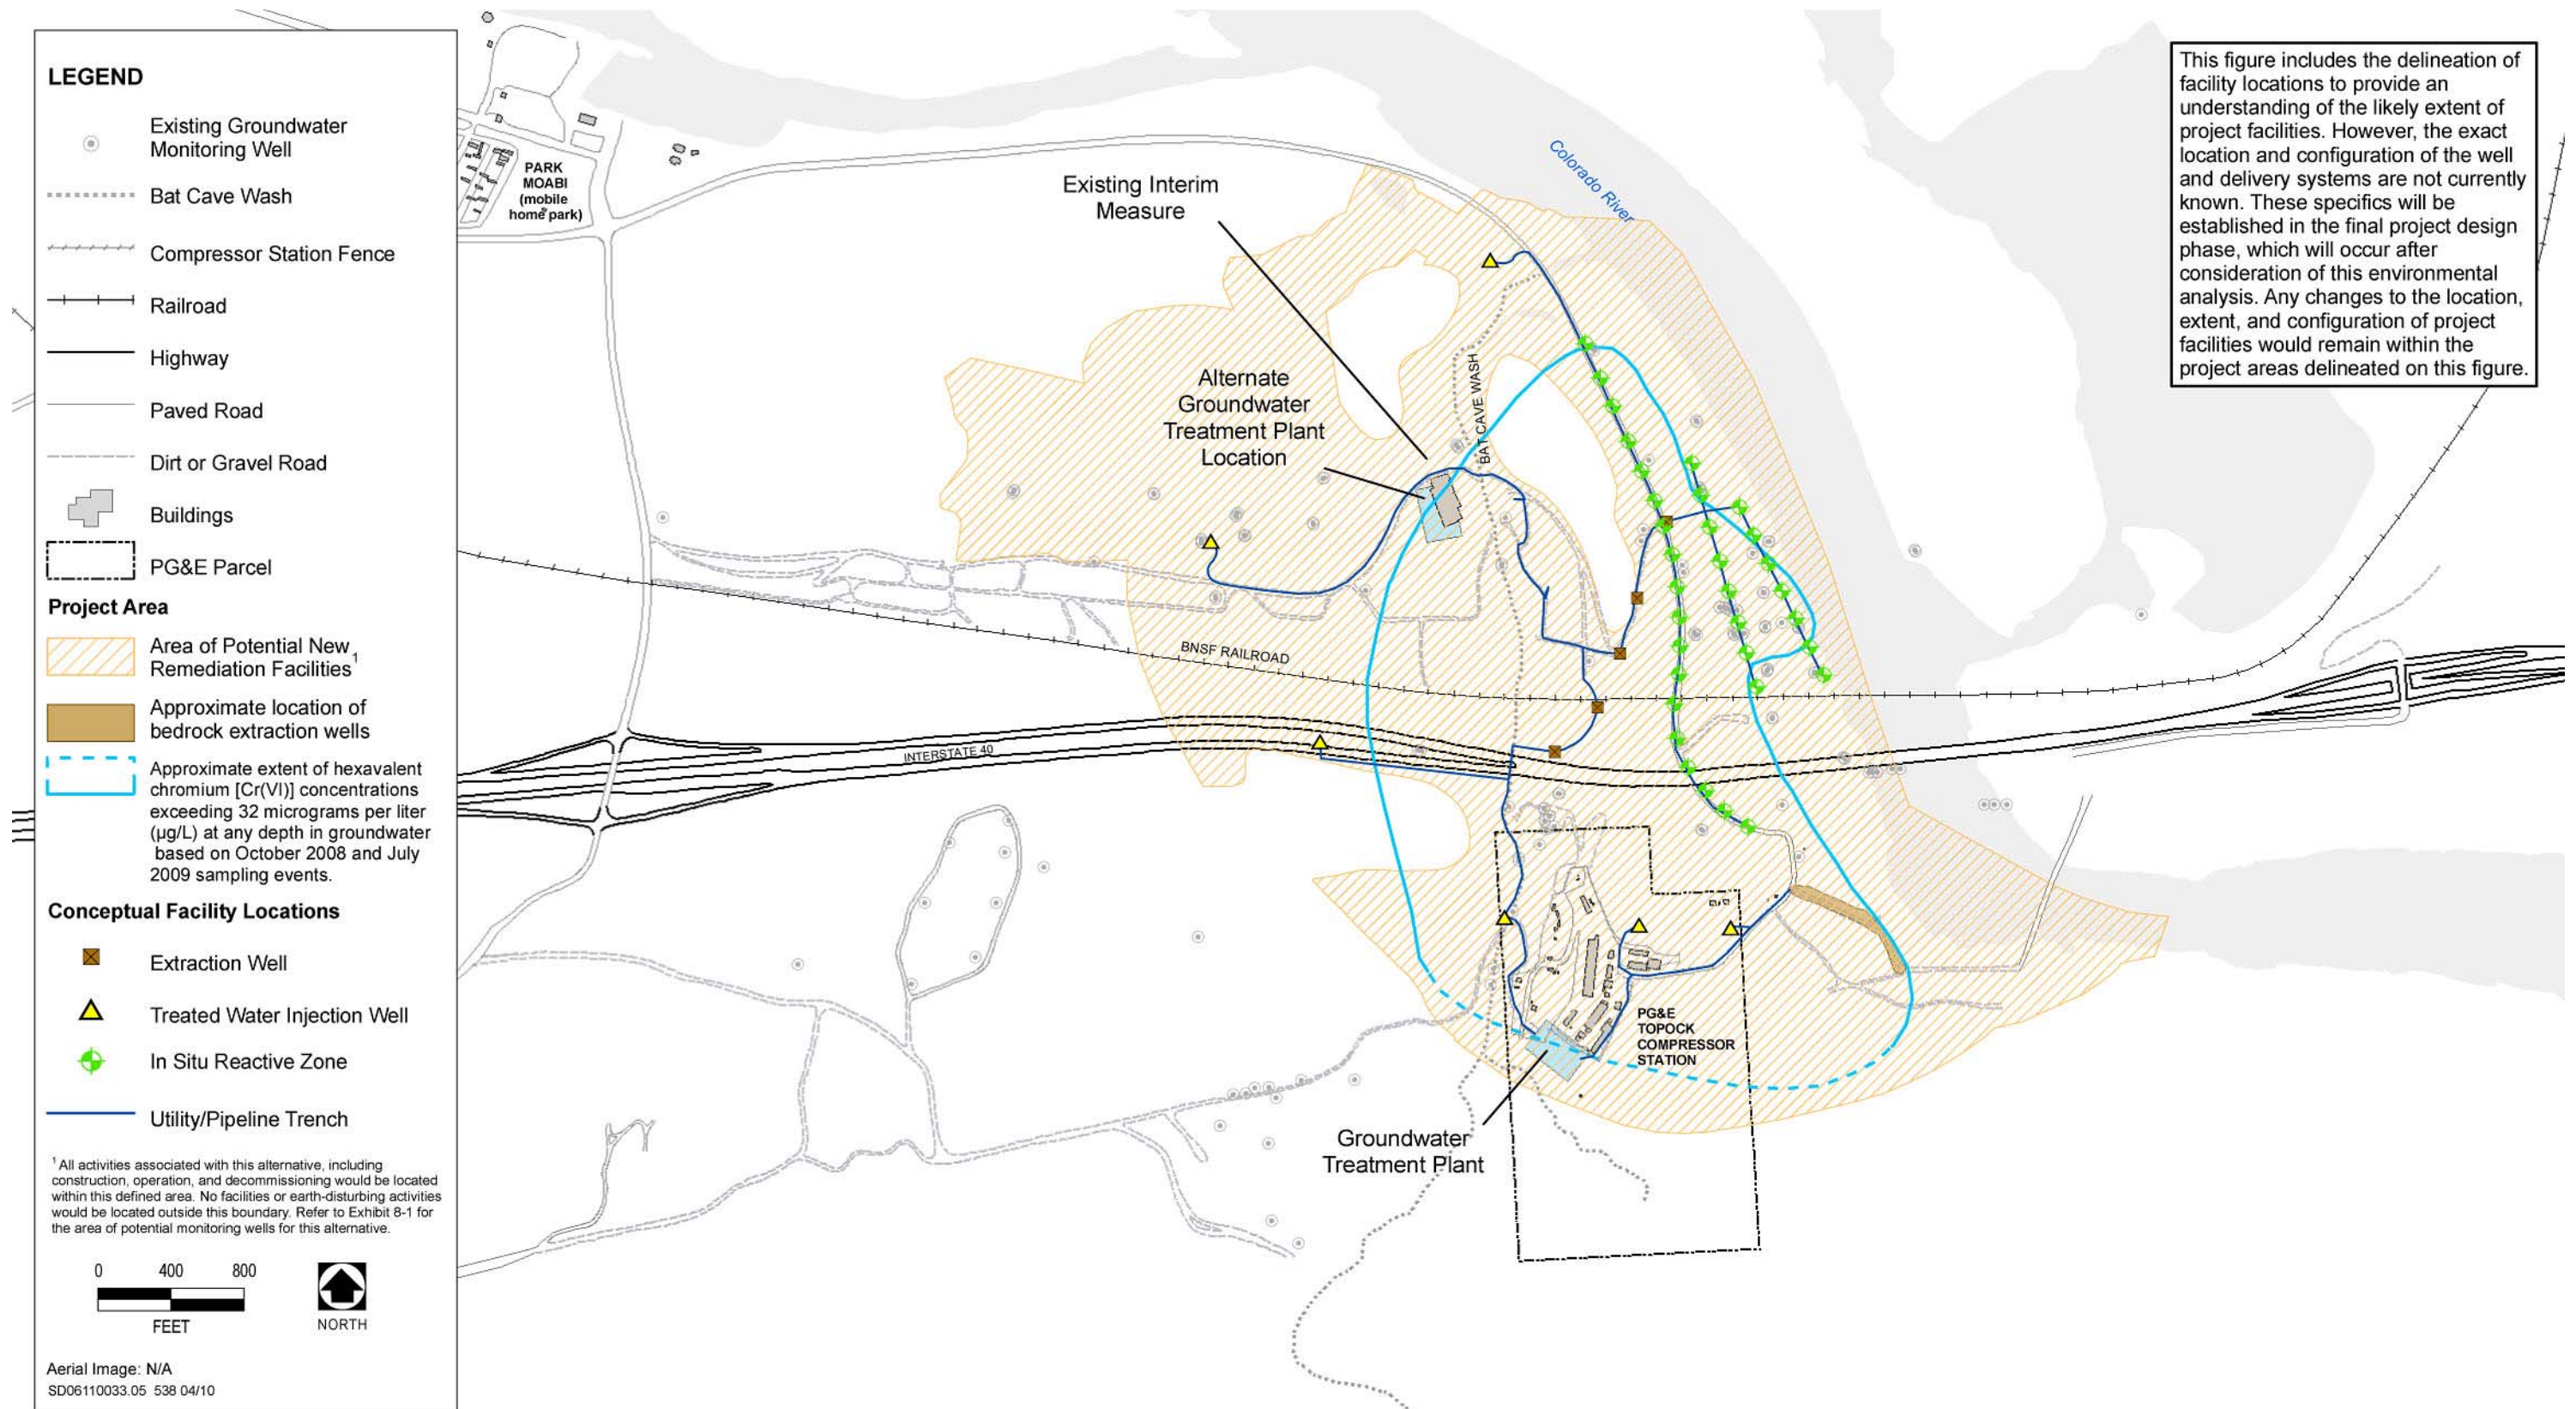 LEGEND
Existing Groundwater
Monitoring Well
Bat Cave Wash
Compressor Station Fence
Railroad
Highway
Paved Road
Dirt or Gravel Road
Buildings
PG&E Parcel
Project Area
Area of Potential New
Remediation Facilities1
Approximate location of
bedrock extraction wells
Approximate extent of hexavalent
chromium [Cr(VI)] concentrations
exceeding 32 micrograms per liter
(µg/L) at any depth in groundwater
based on October 2008 and July
2009 sampling events.
Conceptual Facility Locations
Extraction Well
Treated Water Injection Well
In Situ Reactive Zone
Utility/Pipeline Trench
1 All activities associated with this alternative, including
construction, operation, and decommissioning would be located
within this defined area. No facilities or earth-disturbing activities
would be located outside this boundary. Refer to Exhibit 8-1 for
the area of potential monitoring wells for this alternative.
0 400 800
FEET
NORTH
Aerial Image: N/A
SD06110033.05 538 04/10
PARK
MOABI
(mobile
home park)
Existing Interim
Measure
Alternate
Groundwater
Treatment Plant
Location
Colorado River
BAT CAVE WASH
BNSF RAILROAD
INTERSTATE 40
PG&E
TOPOCK
COMPRESSOR
STATION
Groundwater
Treatment Plant
This figure includes the delineation of
facility locations to provide an
understanding of the likely extent of
project facilities. However, the exact
location and configuration of the well
and delivery systems are not currently
known. These specifics will be
established in the final project design
phase, which will occur after
consideration of this environmental
analysis. Any changes to the location,
extent, and configuration of project
facilities would remain within the
project areas delineated on this figure.